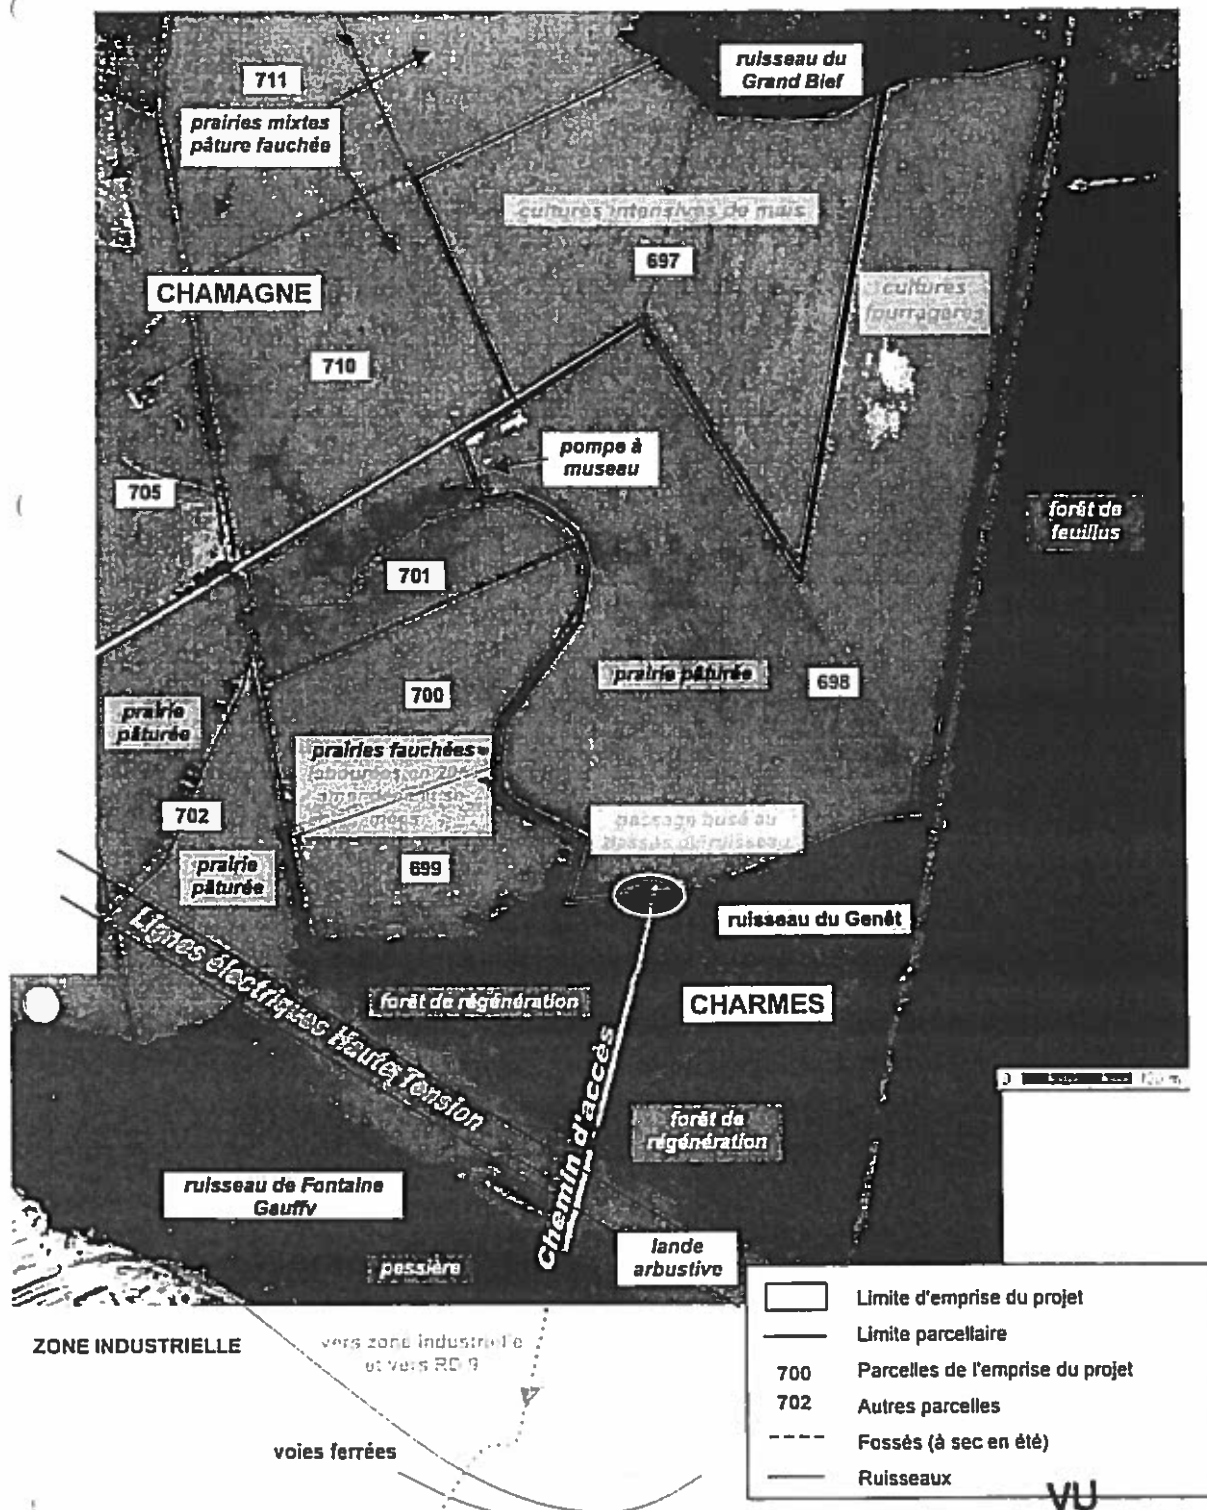 711
ruisseau du
Grand Bief
prairies mixtes
pâture fauchée
cultures intensives de maïs
697
CHAMAGNE
cultures
fourragères
710
pompe à
museau
705
forêt de
feuillus
701
prairie pâturée
698
700
prairie
pâturée
prairies fauchées
702
passage busé au
699
prairie
pâturée
ruisseau du Genêt
Lignes électriques Haute Tension
forêt de régénération
CHARMES
Chemin d'accès
0
forêt de
régénération
ruisseau de Fontaine
Gauffy
pessière
lande
arbustive
ZONE INDUSTRIELLE
vers zone industrielle
et vers RD 9
voies ferrées
Limite d'emprise du projet
Limite parcellaire
700 Parcelles de l'emprise du projet
702 Autres parcelles
Fossés (à sec en été)
Ruisseaux
VU